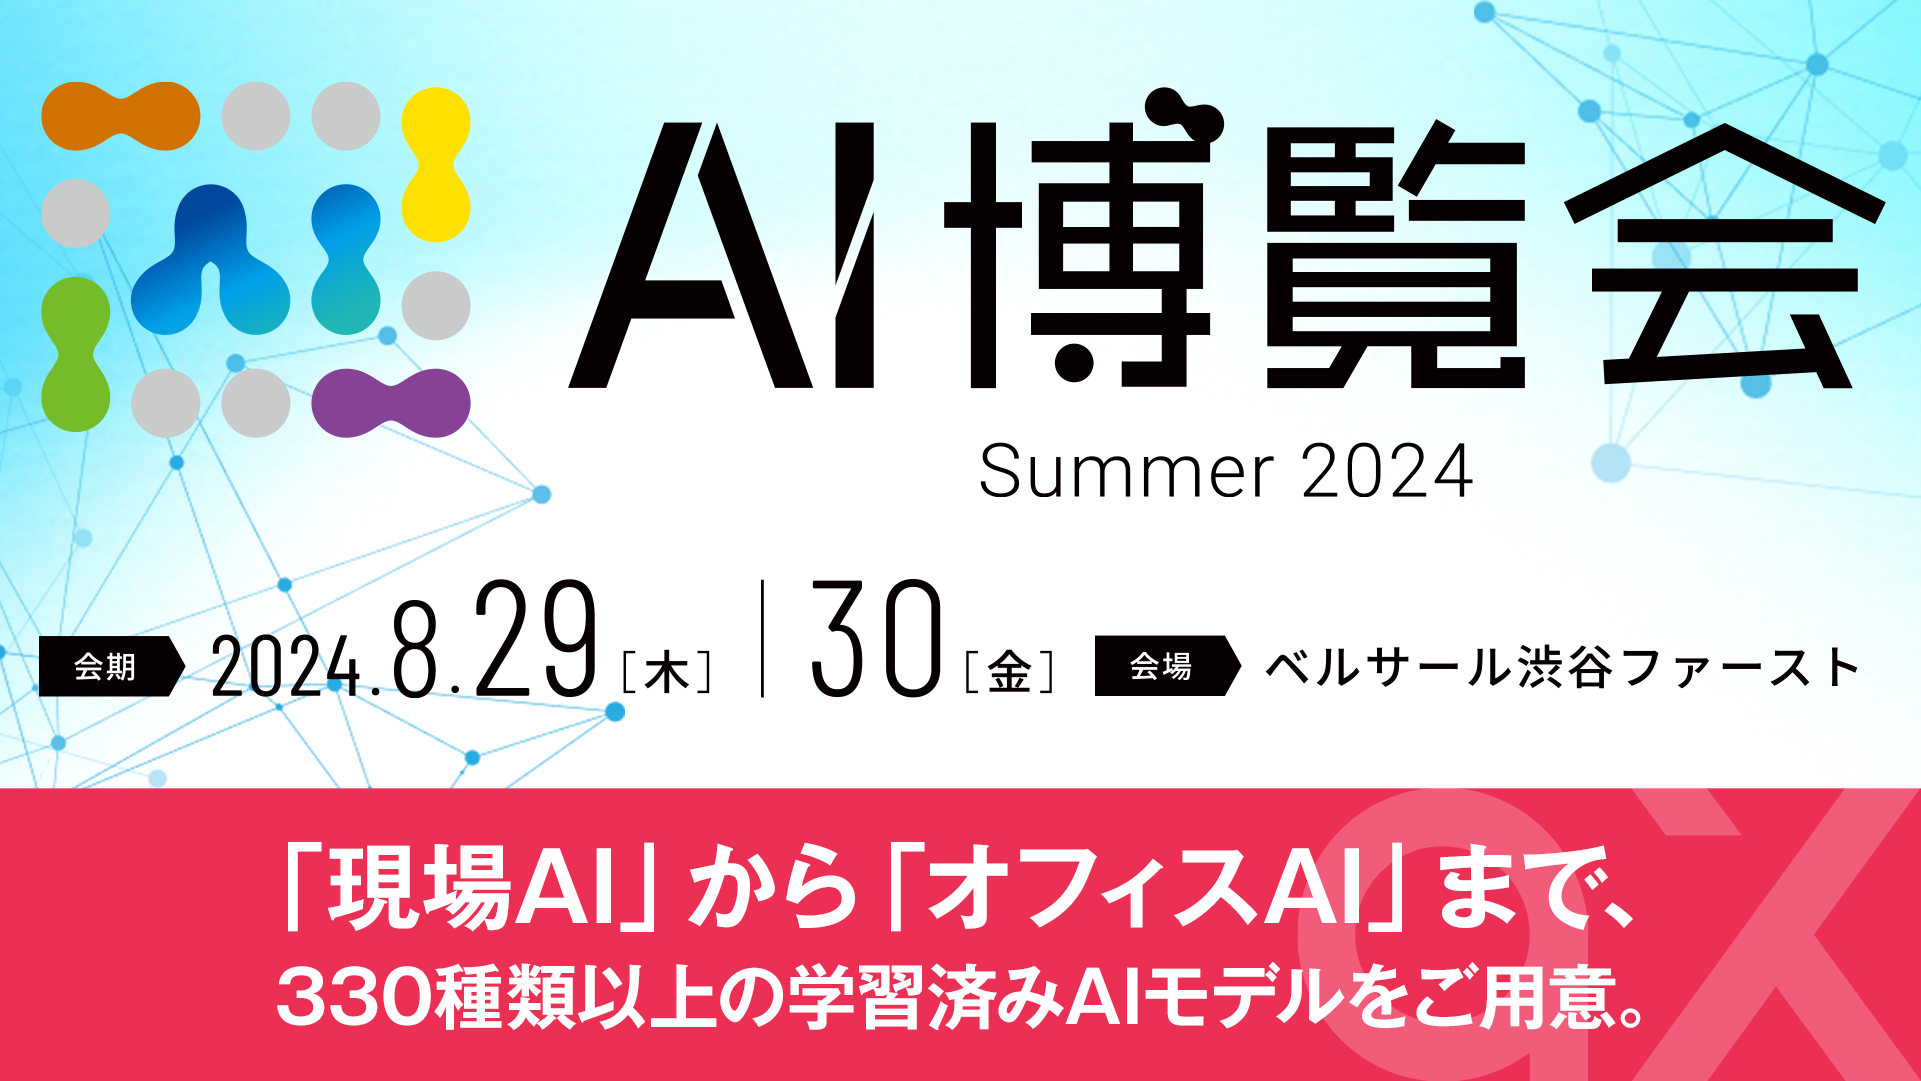 AI博覧会
Summer 2024
会期 2024.8.29[木] | 30[金] 会場 ベルサール渋谷ファースト
「現場AI」から「オフィスAI」まで、
330種類以上の学習済みAIモデルをご用意。